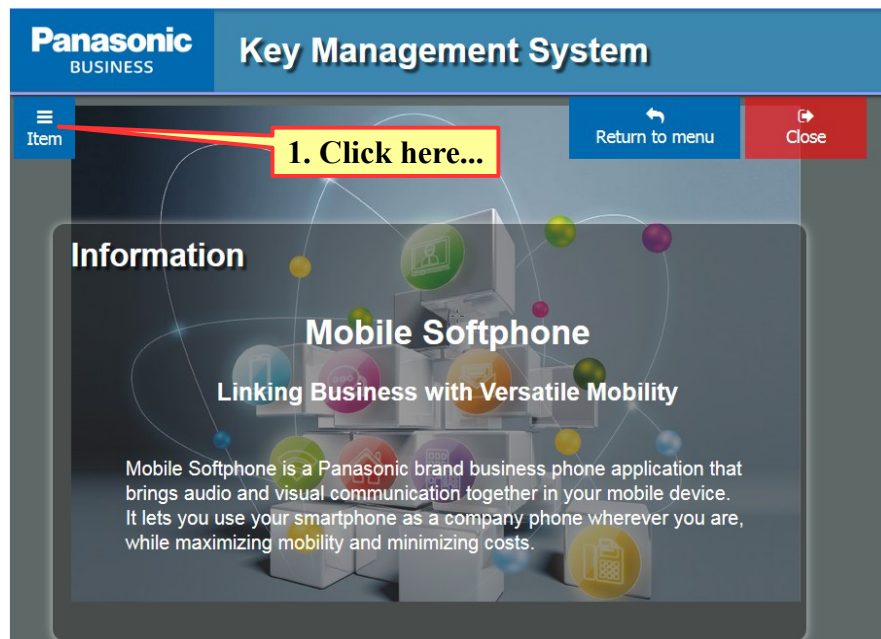 Panasonic
BUSINESS
Key Management System
Item
1. Click here...
Return to menu
Close
Information
Mobile Softphone
Linking Business with Versatile Mobility
Mobile Softphone is a Panasonic brand business phone application that
brings audio and visual communication together in your mobile device.
It lets you use your smartphone as a company phone wherever you are,
while maximizing mobility and minimizing costs.